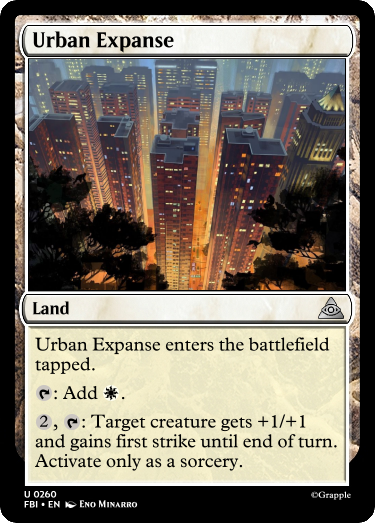 Urban Expanse
Land
Urban Expanse enters the battlefield
tapped.
: Add .
2, : Target creature gets +1/+1
and gains first strike until end of turn.
Activate only as a sorcery.
U 0260
FBI • EN Eno Minarro
©Grapple